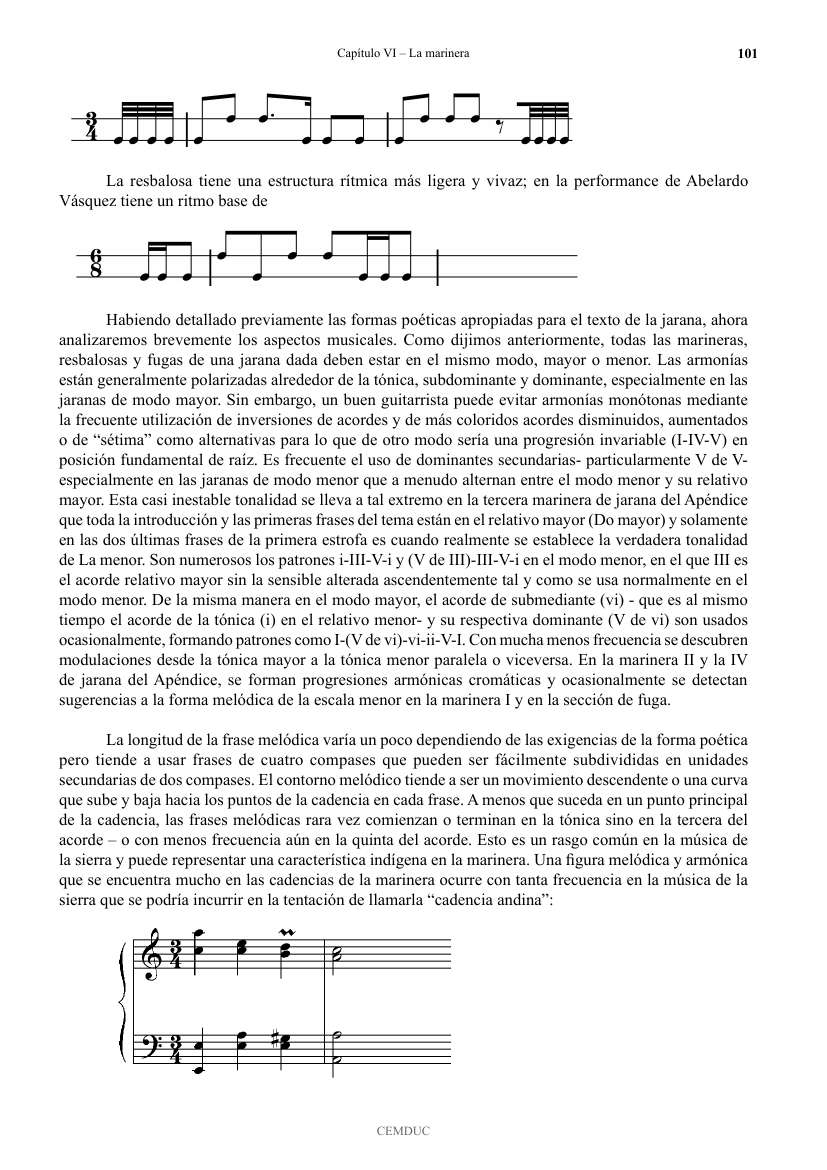 Capítulo VI – La marinera
101
3
4
La resbalosa tiene una estructura rítmica más ligera y vivaz; en la performance de Abelardo
Vásquez tiene un ritmo base de
6
8
Habiendo detallado previamente las formas poéticas apropiadas para el texto de la jarana, ahora
analizaremos brevemente los aspectos musicales. Como dijimos anteriormente, todas las marineras,
resbalosas y fugas de una jarana dada deben estar en el mismo modo, mayor o menor. Las armonías
están generalmente polarizadas alrededor de la tónica, subdominante y dominante, especialmente en las
jaranas de modo mayor. Sin embargo, un buen guitarrista puede evitar armonías monótonas mediante
la frecuente utilización de inversiones de acordes y de más coloridos acordes disminuidos, aumentados
o de “sétima” como alternativas para lo que de otro modo sería una progresión invariable (I-IV-V) en
posición fundamental de raíz. Es frecuente el uso de dominantes secundarias- particularmente V de V-
especialmente en las jaranas de modo menor que a menudo alternan entre el modo menor y su relativo
mayor. Esta casi inestable tonalidad se lleva a tal extremo en la tercera marinera de jarana del Apéndice
que toda la introducción y las primeras frases del tema están en el relativo mayor (Do mayor) y solamente
en las dos últimas frases de la primera estrofa es cuando realmente se establece la verdadera tonalidad
de La menor. Son numerosos los patrones i-III-V-i y (V de III)-III-V-i en el modo menor, en el que III es
el acorde relativo mayor sin la sensible alterada ascendentemente tal y como se usa normalmente en el
modo menor. De la misma manera en el modo mayor, el acorde de submediante (vi) - que es al mismo
tiempo el acorde de la tónica (i) en el relativo menor- y su respectiva dominante (V de vi) son usados
ocasionalmente, formando patrones como I-(V de vi)-vi-ii-V-I. Con mucha menos frecuencia se descubren
modulaciones desde la tónica mayor a la tónica menor paralela o viceversa. En la marinera II y la IV
de jarana del Apéndice, se forman progresiones armónicas cromáticas y ocasionalmente se detectan
sugerencias a la forma melódica de la escala menor en la marinera I y en la sección de fuga.
La longitud de la frase melódica varía un poco dependiendo de las exigencias de la forma poética
pero tiende a usar frases de cuatro compases que pueden ser fácilmente subdivididas en unidades
secundarias de dos compases. El contorno melódico tiende a ser un movimiento descendente o una curva
que sube y baja hacia los puntos de la cadencia en cada frase. A menos que suceda en un punto principal
de la cadencia, las frases melódicas rara vez comienzan o terminan en la tónica sino en la tercera del
acorde – o con menos frecuencia aún en la quinta del acorde. Esto es un rasgo común en la música de
la sierra y puede representar una característica indígena en la marinera. Una figura melódica y armónica
que se encuentra mucho en las cadencias de la marinera ocurre con tanta frecuencia en la música de la
sierra que se podría incurrir en la tentación de llamarla “cadencia andina”:
3
4
3
4
CEMDUC